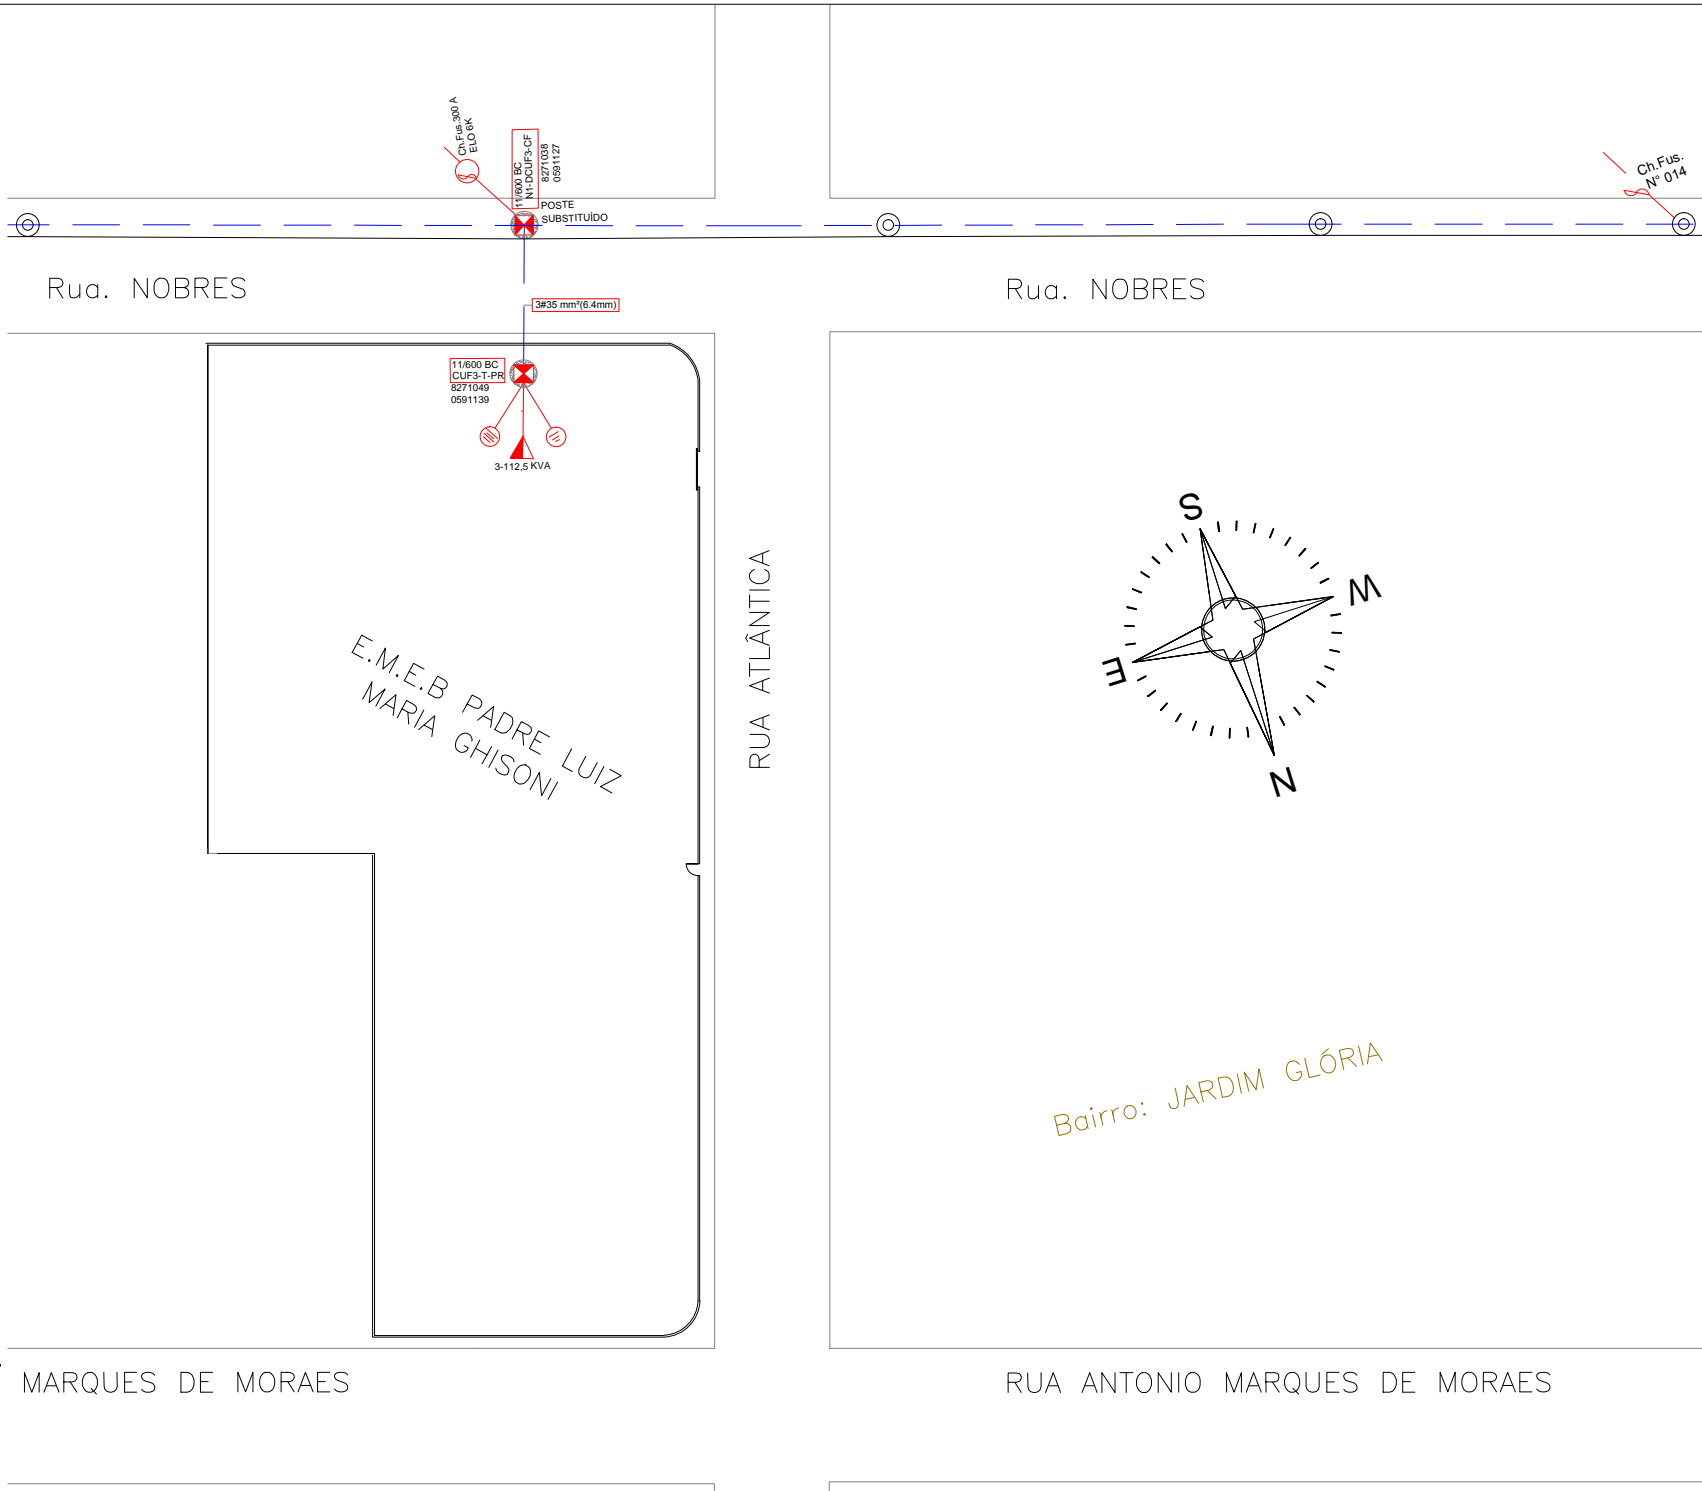 Ch.Fus.300 A
ELO 6K
11/600 BC
N1-DCUF3-CF
8271038
0591127
POSTE
SUBSTITUÍDO
Ch.Fus.
N° 014
Rua. NOBRES
Rua. NOBRES
3#35 mm²(6.4mm)
11/600 BC
CUF3-T-PR
8271049
0591139
3-112,5 KVA
S
W
E
N
RUA ATLÂNTICA
E.M.E.B PADRE LUIZ
MARIA GHISONI
Bairro: JARDIM GLÓRIA
MARQUES DE MORAES
RUA ANTONIO MARQUES DE MORAES